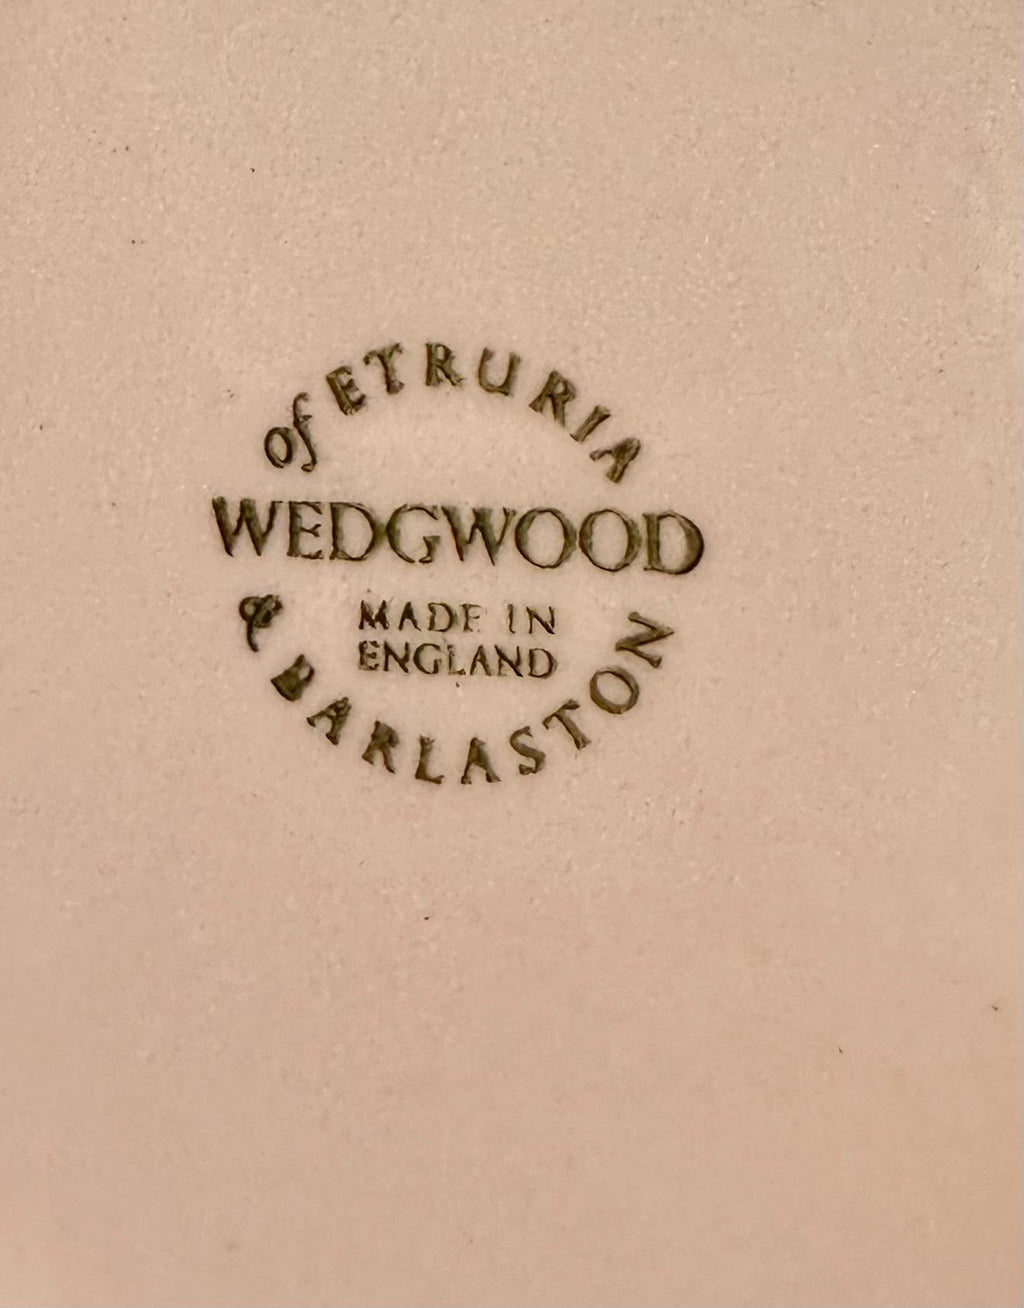 of ETRURIA
WEDGWOOD
MADE IN
ENGLAND
& BARLASTON